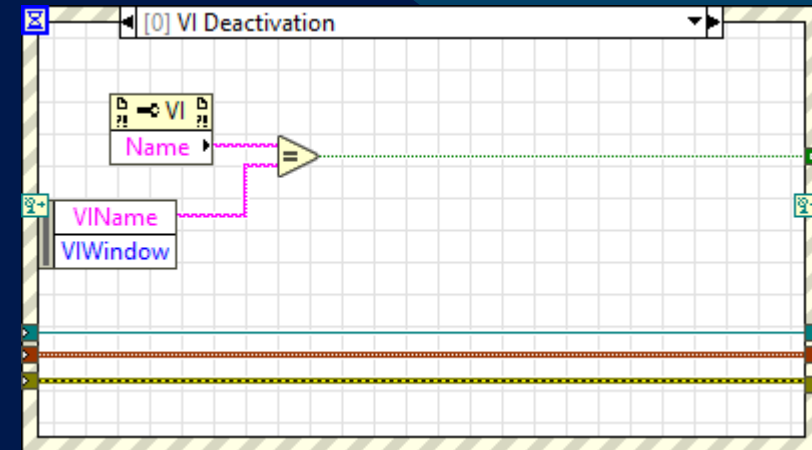 [0] VI Deactivation
VI
Name
=
VIName
VIWindow